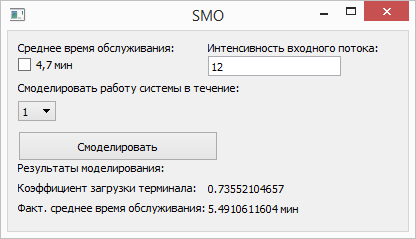 SMO
Среднее время обслуживания:
Интенсивность входного потока:
4,7 мин
12
Смоделировать работу системы в течение:
1
Смоделировать
Результаты моделирования:
Коэффициент загрузки терминала: 0.73552104657
Факт. среднее время обслуживания: 5.4910611604 мин